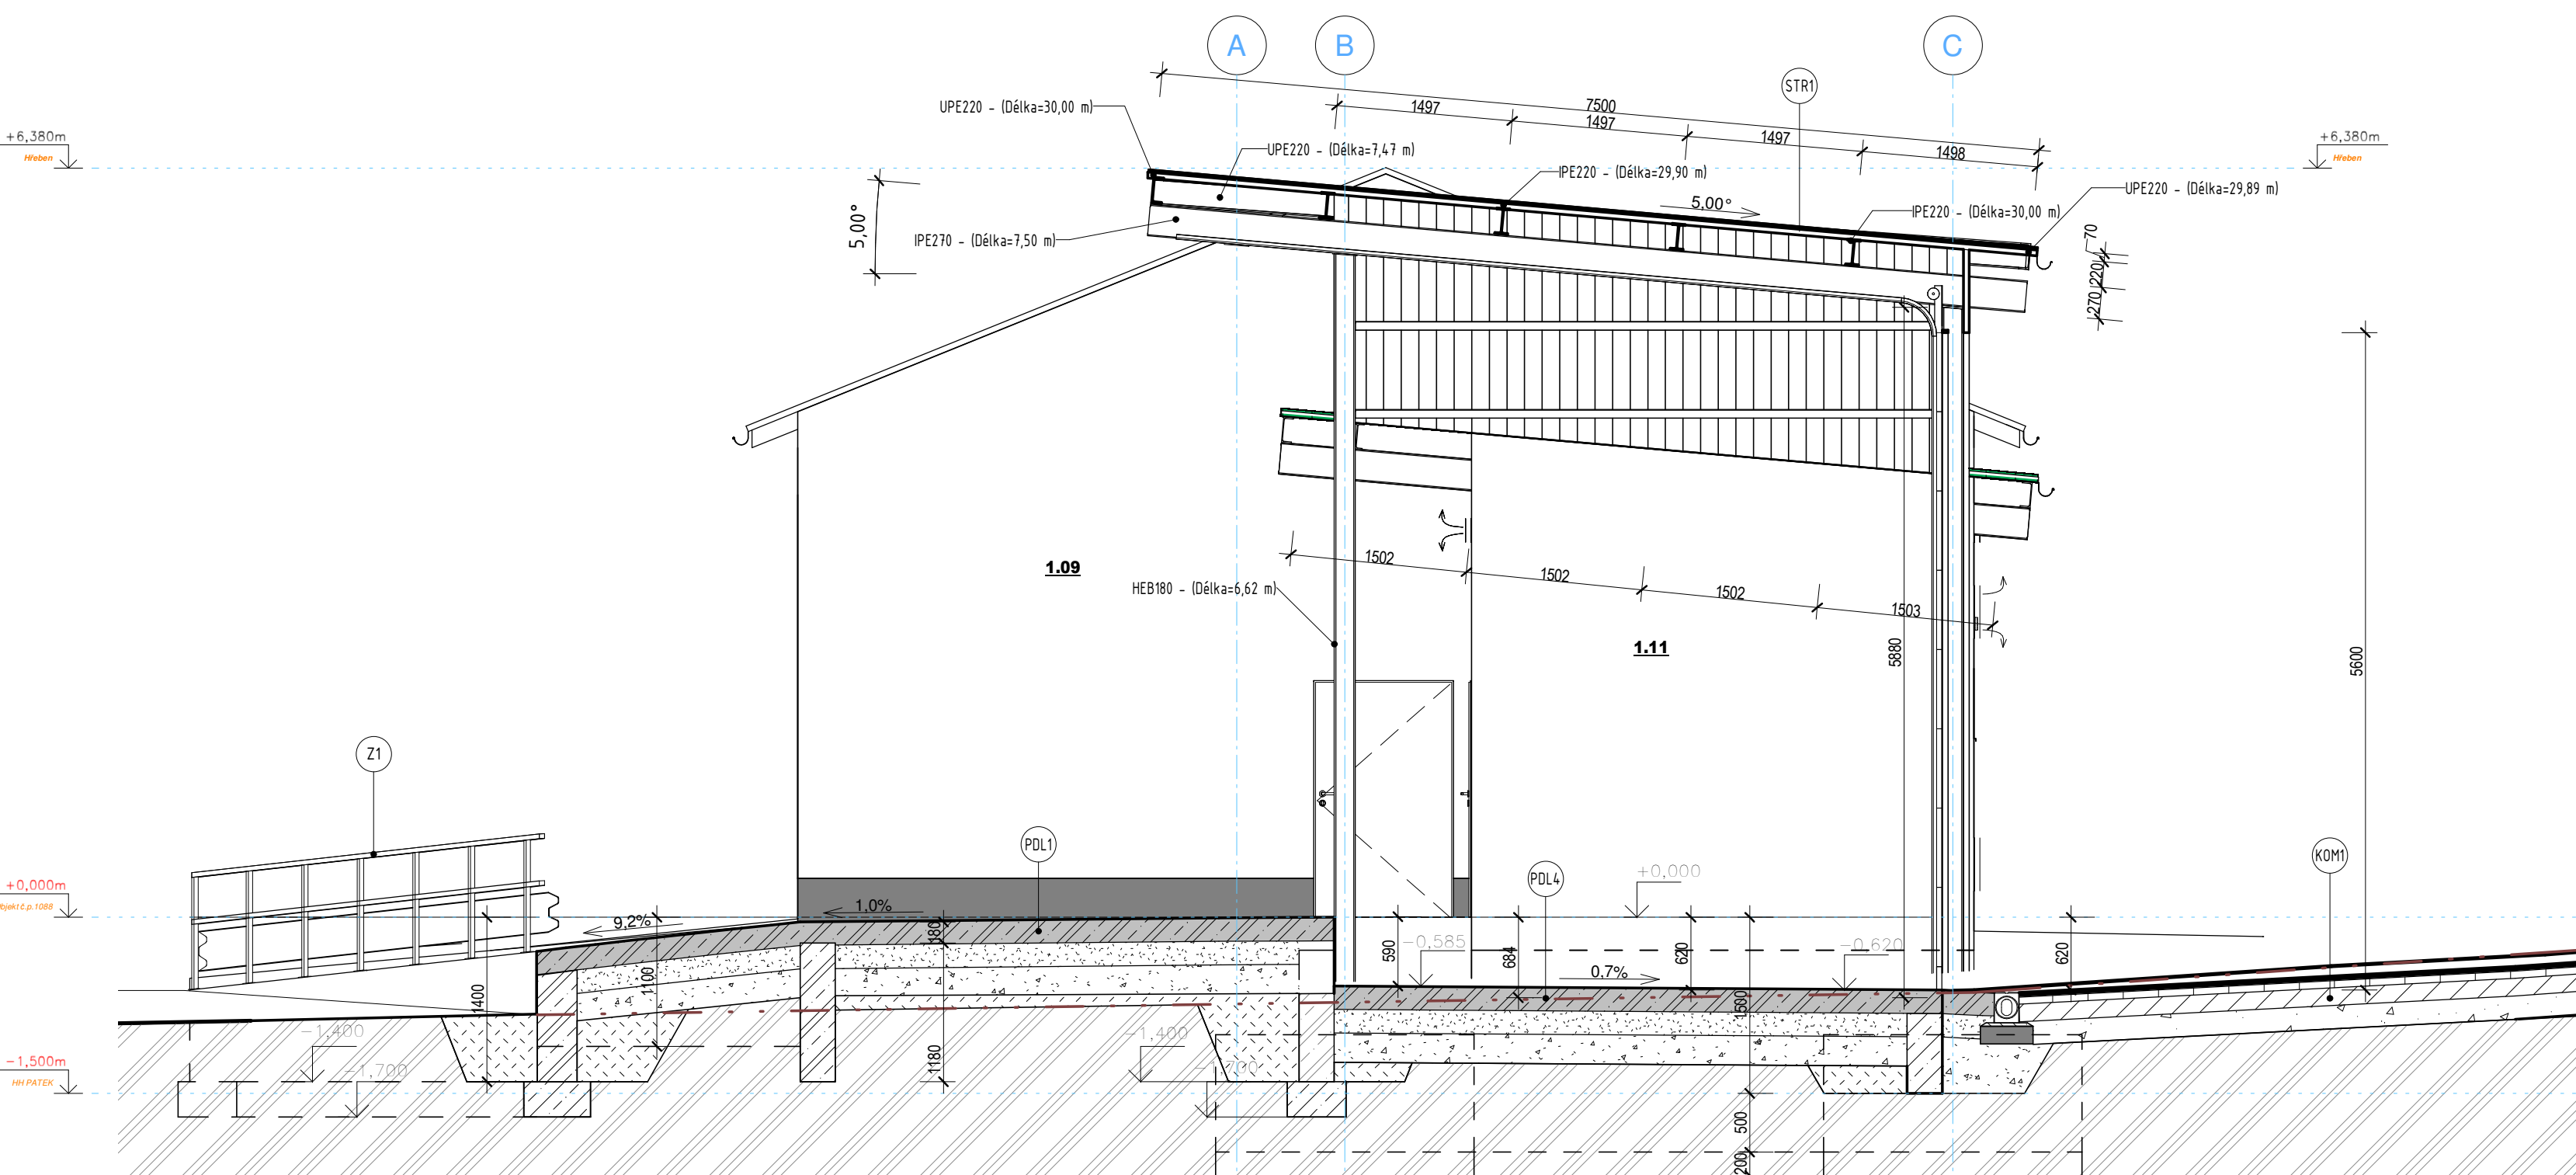 A
B
C
STR1
7500
1497
1497
1497
1498
UPE220 - (Délka=30,00 m)
+6,380m
Hřeben
+6,380m
Hřeben
UPE220 - (Délka=7,47 m)
IPE220 - (Délka=29,90 m)
UPE220 - (Délka=29,89 m)
5,00°
5,00°
IPE220 - (Délka=30,00 m)
IPE270 - (Délka=7,50 m)
70
220
270
1502
1502
1502
1503
1.09
HEB180 - (Délka=6,62 m)
1.11
5880
5600
Z1
PDL1
PDL4
KOM1
+0,000m
objekt č.p.1088
+0,000
1,0%
9,2%
180
590
-0,585
684
620
-0,620
620
0,7%
1400
1100
1500
-1,400
-1,400
1180
-1,500m
HH PATEK
-1,700
500
200